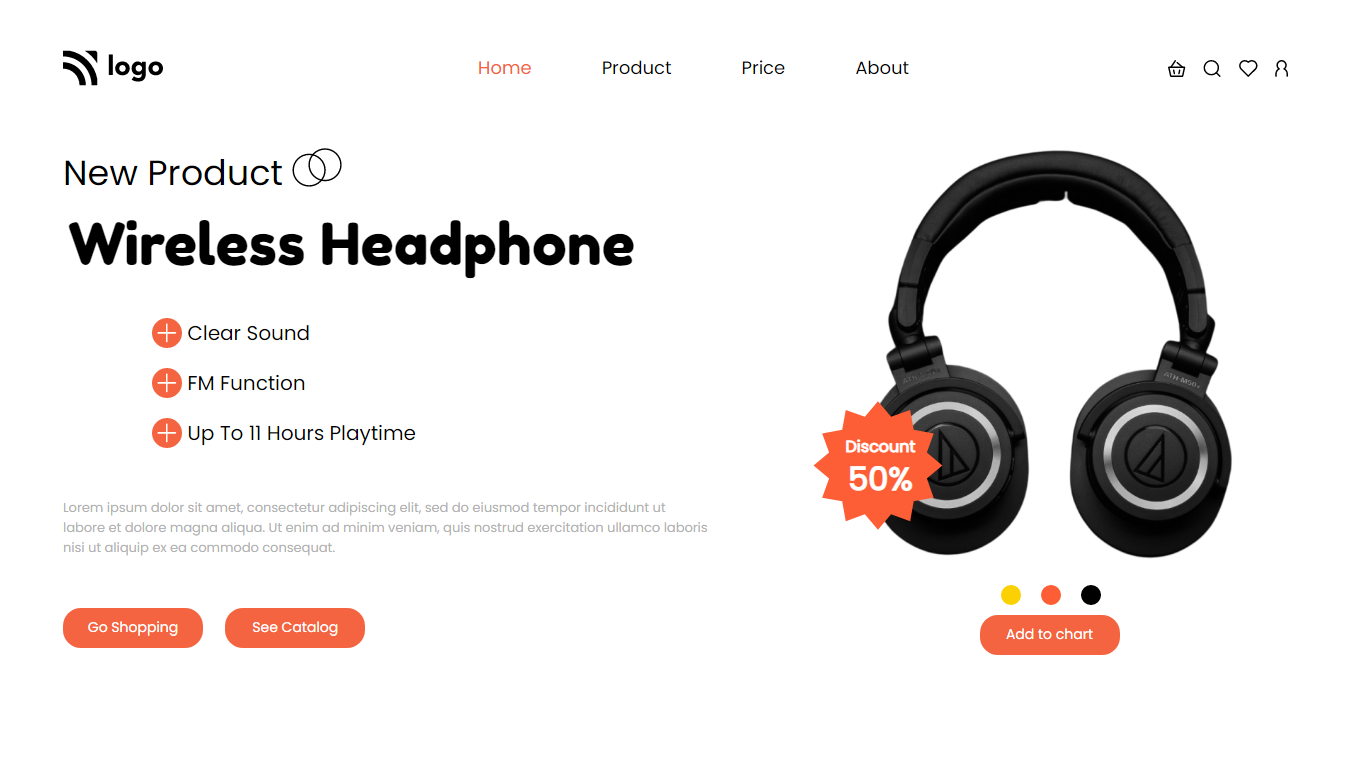 logo
Home Product Price About
New Product
Wireless Headphone
Clear Sound
FM Function
Up To 11 Hours Playtime
Lorem ipsum dolor sit amet, consectetur adipiscing elit, sed do eiusmod tempor incididunt ut
labore et dolore magna aliqua. Ut enim ad minim veniam, quis nostrud exercitation ullamco laboris
nisi ut aliquip ex ea commodo consequat.
Go Shopping
See Catalog
ATH-M50x
Discount
50%
Add to chart